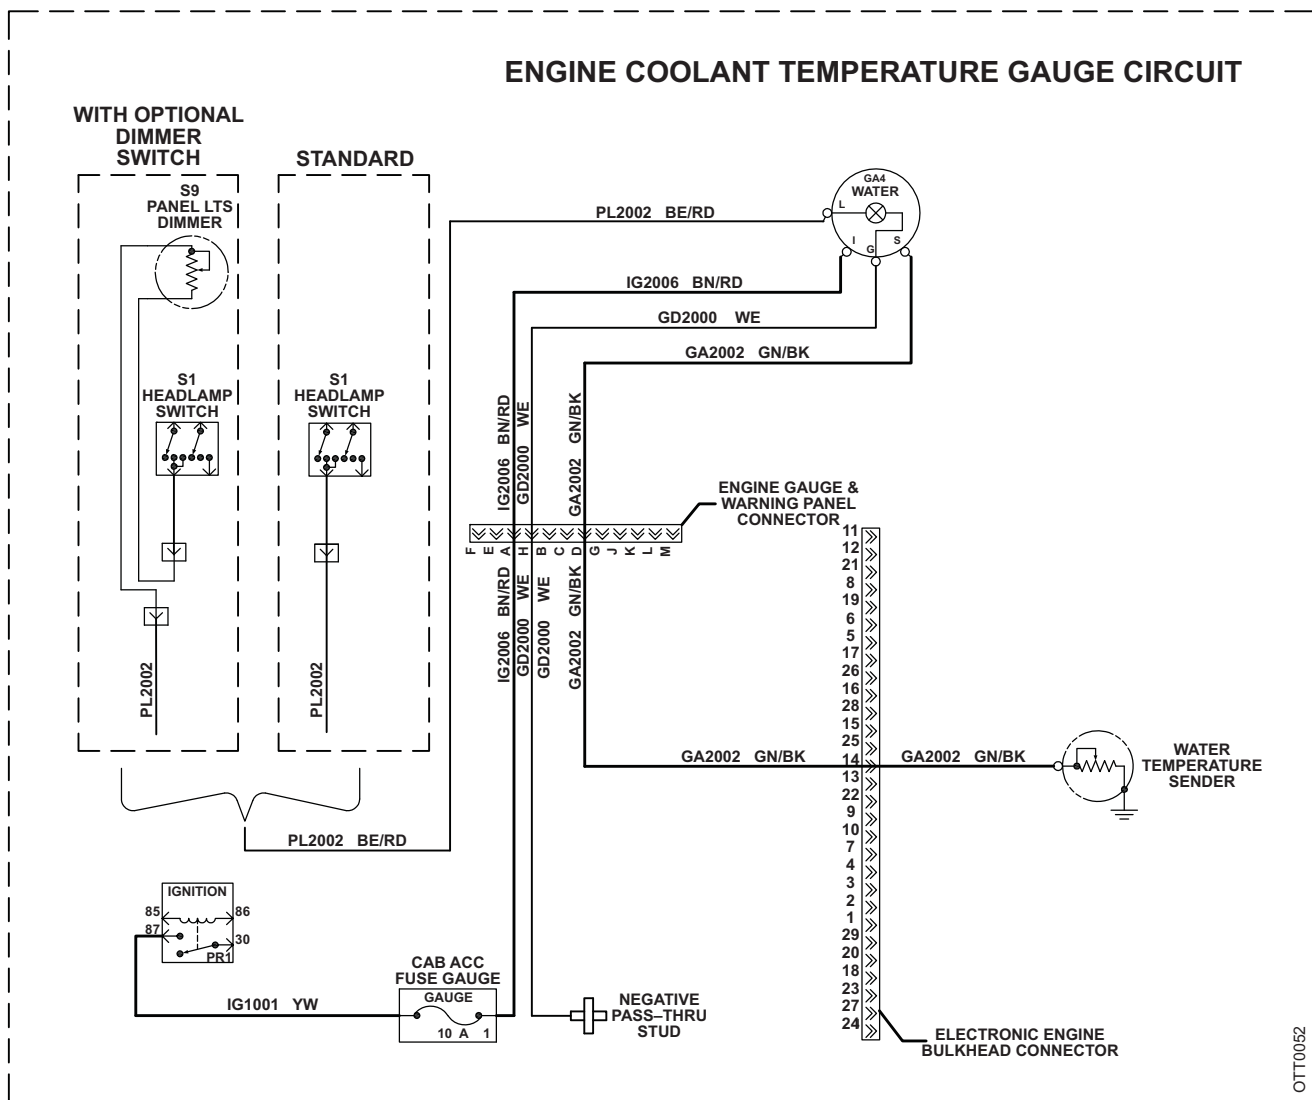 ENGINE COOLANT TEMPERATURE GAUGE CIRCUIT
WITH OPTIONAL
DIMMER
SWITCH
STANDARD
S9
PANEL LTS
DIMMER
S1
HEADLAMP
SWITCH
S1
HEADLAMP
SWITCH
PL2002
PL2002
PL2002 BE/RD
GA4
WATER
L
I
G
S
PL2002 BE/RD
IG2006 BN/RD
GD2000 WE
GA2002 GN/BK
IG2006 BN/RD
GD2000 WE
GA2002 GN/BK
ENGINE GAUGE &
WARNING PANEL
CONNECTOR
F
E
A
H
B
C
D
G
J
K
L
M
IG2006 BN/RD
GD2000 WE
GD2000 WE
GA2002 GN/BK
11
12
21
8
19
6
5
17
26
16
28
15
25
14
13
22
9
10
7
4
3
2
1
29
20
18
23
27
24
GA2002 GN/BK
GA2002 GN/BK
WATER
TEMPERATURE
SENDER
IGNITION
85
86
87
30
PR1
IG1001 YW
CAB ACC
FUSE GAUGE
GAUGE
10 A 1
NEGATIVE
PASS–THRU
STUD
ELECTRONIC ENGINE
BULKHEAD CONNECTOR
OTT0052